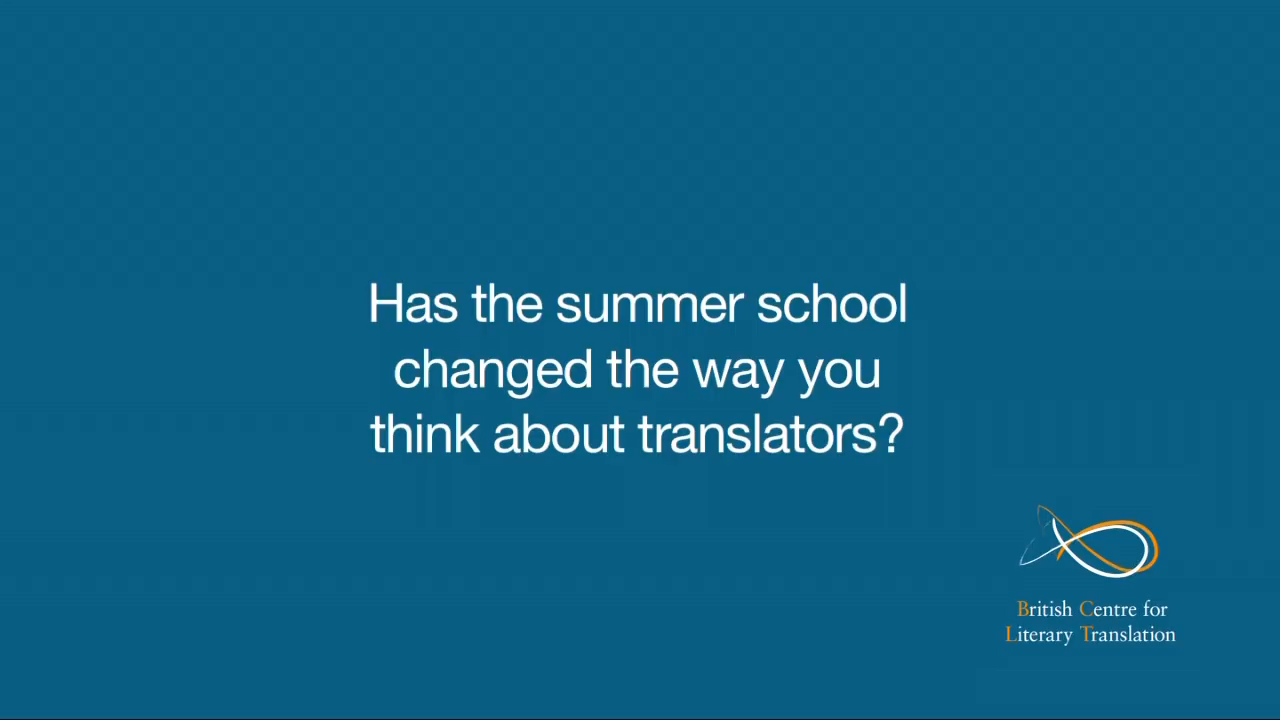 Has the summer school
changed the way you
think about translators?
British Centre for
Literary Translation